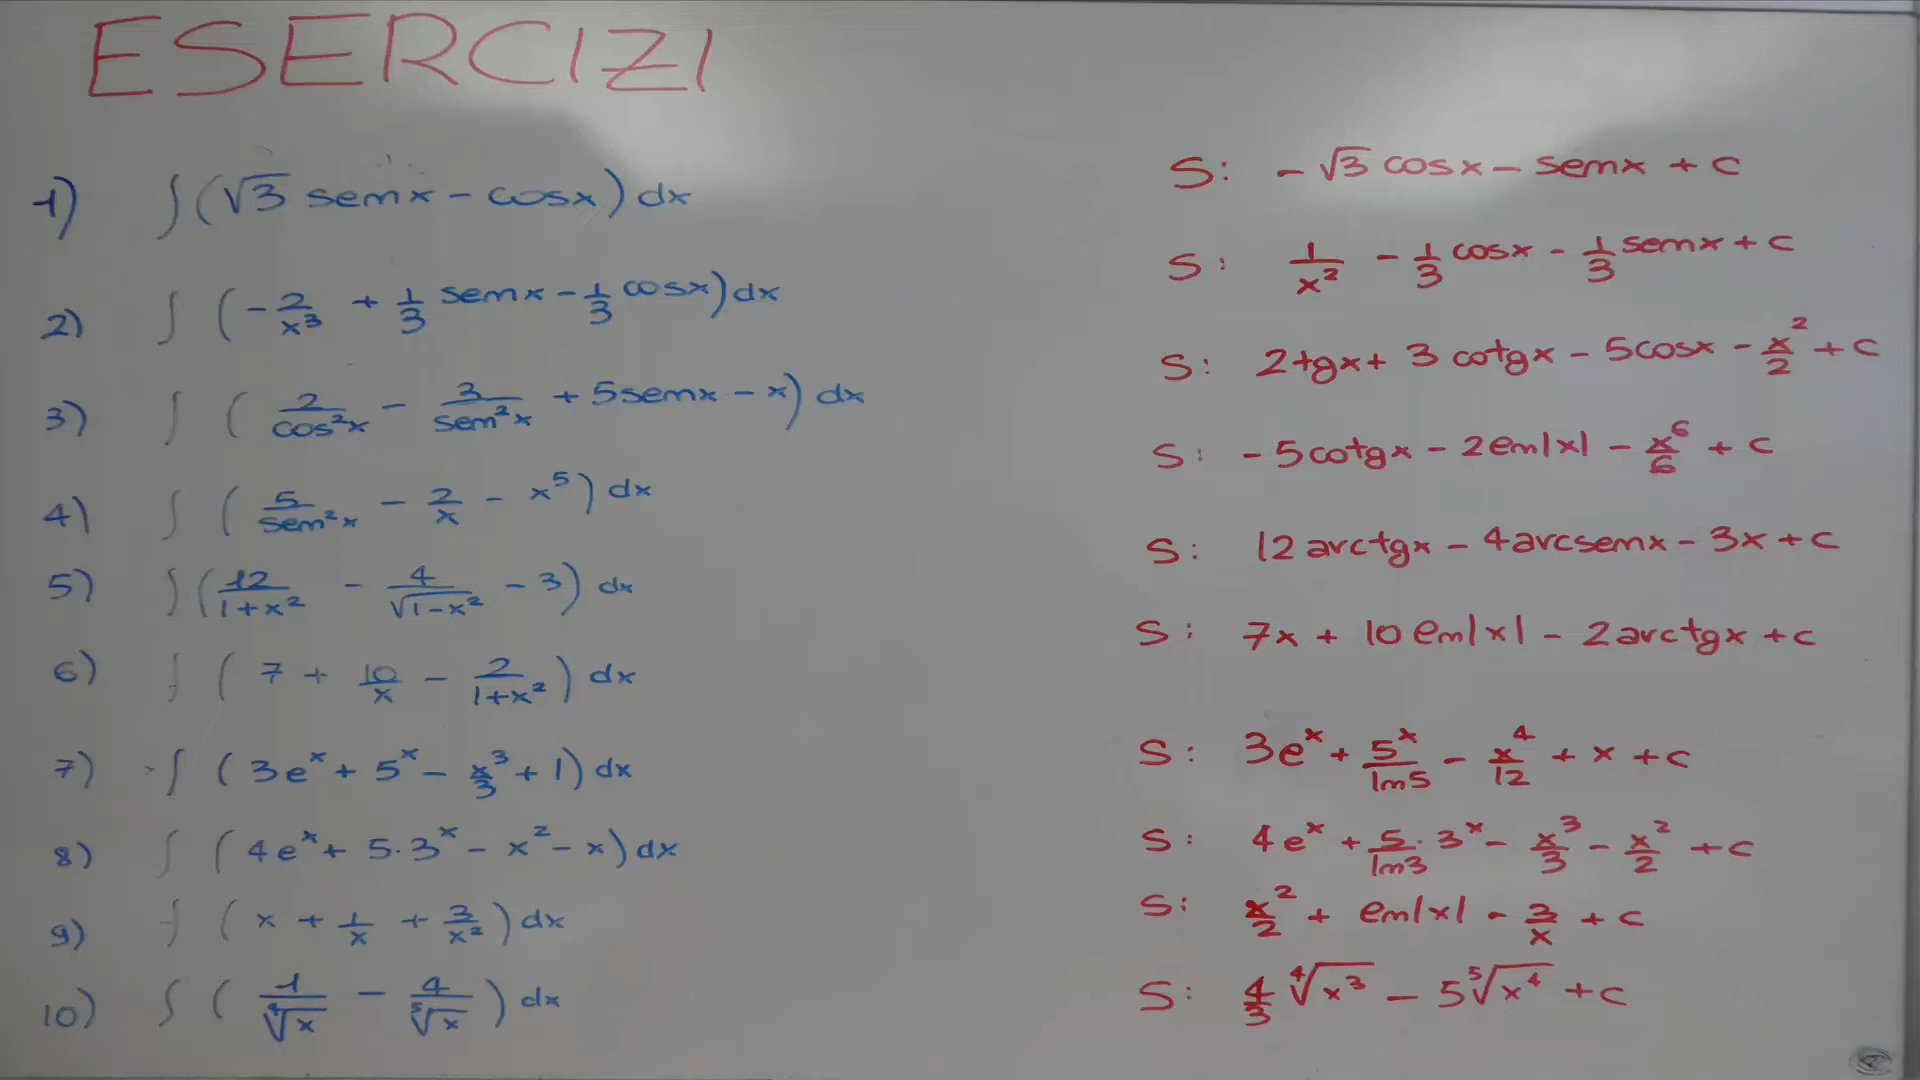 ESERCIZI
1) ∫(√3 senx - cosx) dx S: -√3 cosx - senx + c
2) ∫(-2/x³ + 1/3 senx - 1/3 cosx) dx S: 1/x² - 1/3 cosx - 1/3 senx + c
3) ∫(2/cos²x - 3/sen²x + 5senx - x) dx S: 2tgx + 3 cotgx - 5cosx - x²/2 + c
4) ∫(5/sen²x - 2/x - x⁵) dx S: -5cotgx - 2ln|x| - x⁶/6 + c
5) ∫(12/(1+x²) - 4/√(1-x²) - 3) dx S: 12 arctgx - 4arcsenx - 3x + c
6) ∫(7 + 10/x - 2/(1+x²)) dx S: 7x + 10 ln|x| - 2arctgx + c
7) ∫(3eˣ + 5ˣ - x³/3 + 1) dx S: 3eˣ + 5ˣ/ln5 - x⁴/12 + x + c
8) ∫(4eˣ + 5·3ˣ - x² - x) dx S: 4eˣ + 5/ln3 · 3ˣ - x³/3 - x²/2 + c
9) ∫(x + 1/x + 3/x²) dx S: x²/2 + ln|x| - 3/x + c
10) ∫(1/⁴√x - 4/⁵√x) dx S: 4/3 ⁴√x³ - 5 ⁵√x⁴ + c